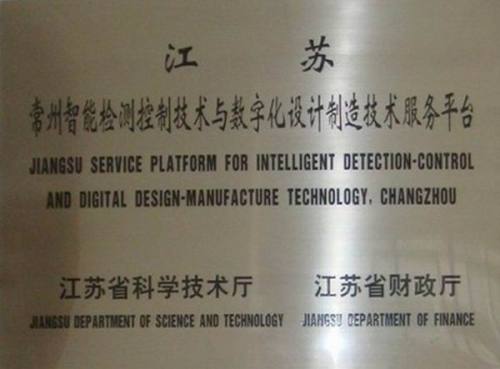 江苏
常州智能检测控制技术与数字化设计制造技术服务平台
JIANGSU SERVICE PLATFORM FOR INTELLIGENT DETECTION-CONTROL
AND DIGITAL DESIGN-MANUFACTURE TECHNOLOGY, CHANGZHOU
江苏省科学技术厅 江苏省财政厅
JIANGSU DEPARTMENT OF SCIENCE AND TECHNOLOGY JIANGSU DEPARTMENT OF FINANCE